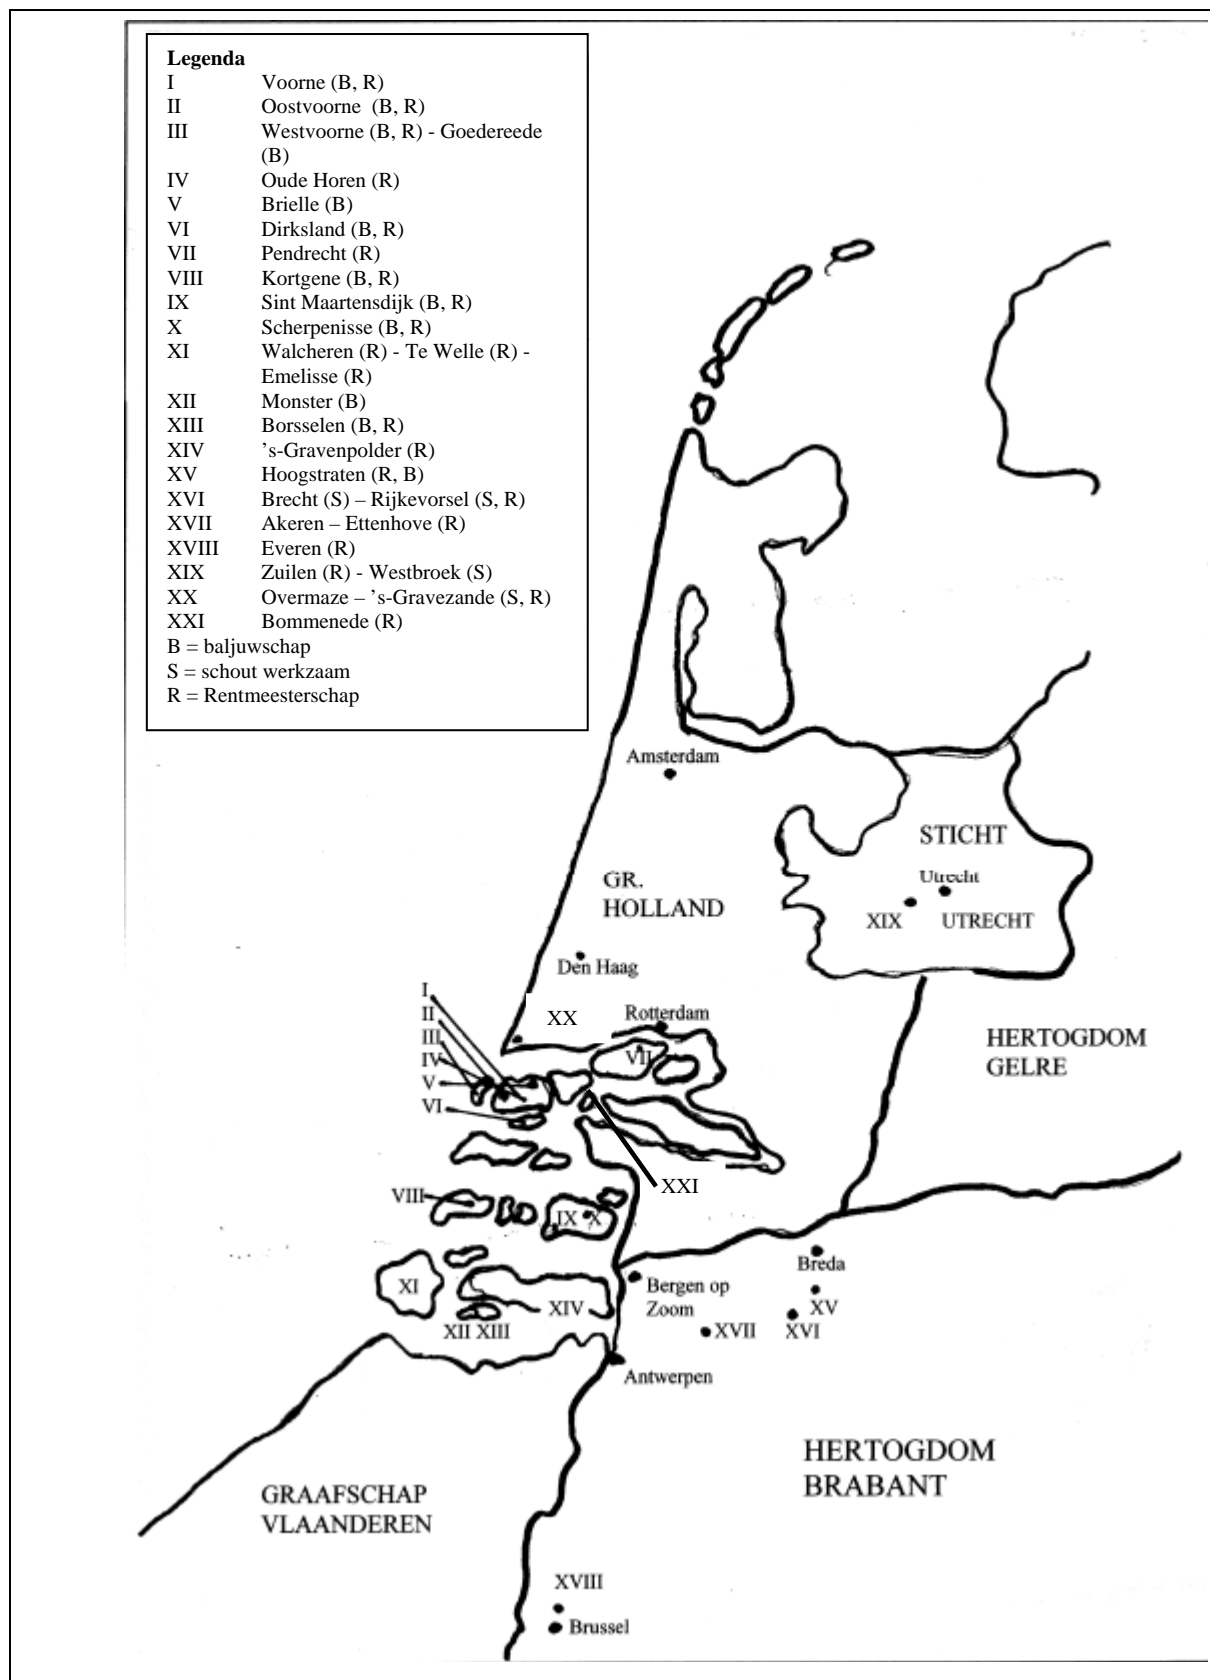 Legenda
I Voorne (B, R)
II Oostvoorne (B, R)
III Westvoorne (B, R) - Goedereede
(B)
IV Oude Horen (R)
V Brielle (B)
VI Dirksland (B, R)
VII Pendrecht (R)
VIII Kortgene (B, R)
IX Sint Maartensdijk (B, R)
X Scherpenisse (B, R)
XI Walcheren (R) - Te Welle (R) -
Emelisse (R)
XII Monster (B)
XIII Borsselen (B, R)
XIV 's-Gravenpolder (R)
XV Hoogstraten (R, B)
XVI Brecht (S) – Rijkevorsel (S, R)
XVII Akeren – Ettenhove (R)
XVIII Everen (R)
XIX Zuilen (R) - Westbroek (S)
XX Overmaze – 's-Gravezande (S, R)
XXI Bommenede (R)
B = baljuwschap
S = schout werkzaam
R = Rentmeesterschap
Amsterdam
STICHT
Utrecht
GR.
HOLLAND
XIX UTRECHT
Den Haag
I
II
III
IV
V
VI
XX
Rotterdam
VII
HERTOGDOM
GELRE
XXI
VIII
IX X
XI
XIV
XII XIII
Breda
Bergen op
Zoom
XV
XVI
XVII
Antwerpen
HERTOGDOM
BRABANT
GRAAFSCHAP
VLAANDEREN
XVIII
Brussel